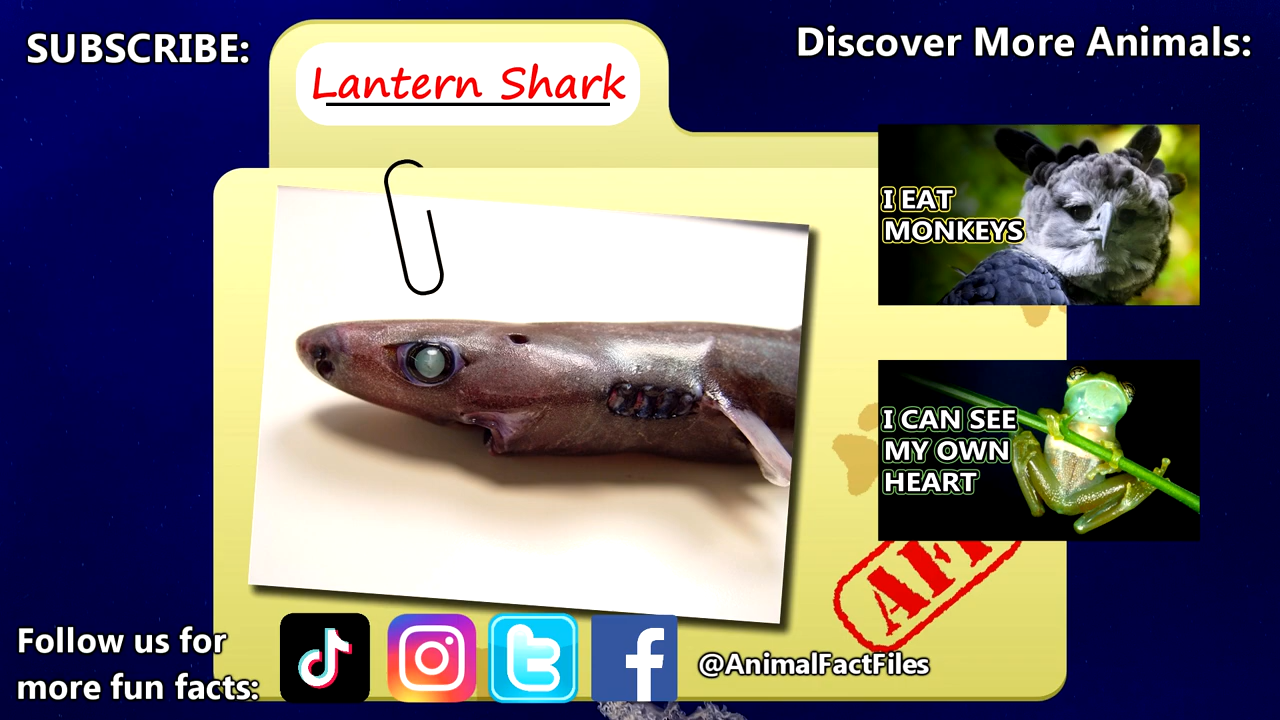 SUBSCRIBE:
Lantern Shark
Discover More Animals:
I EAT
MONKEYS
I CAN SEE
MY OWN
HEART
Follow us for
more fun facts:
@AnimalFactFiles